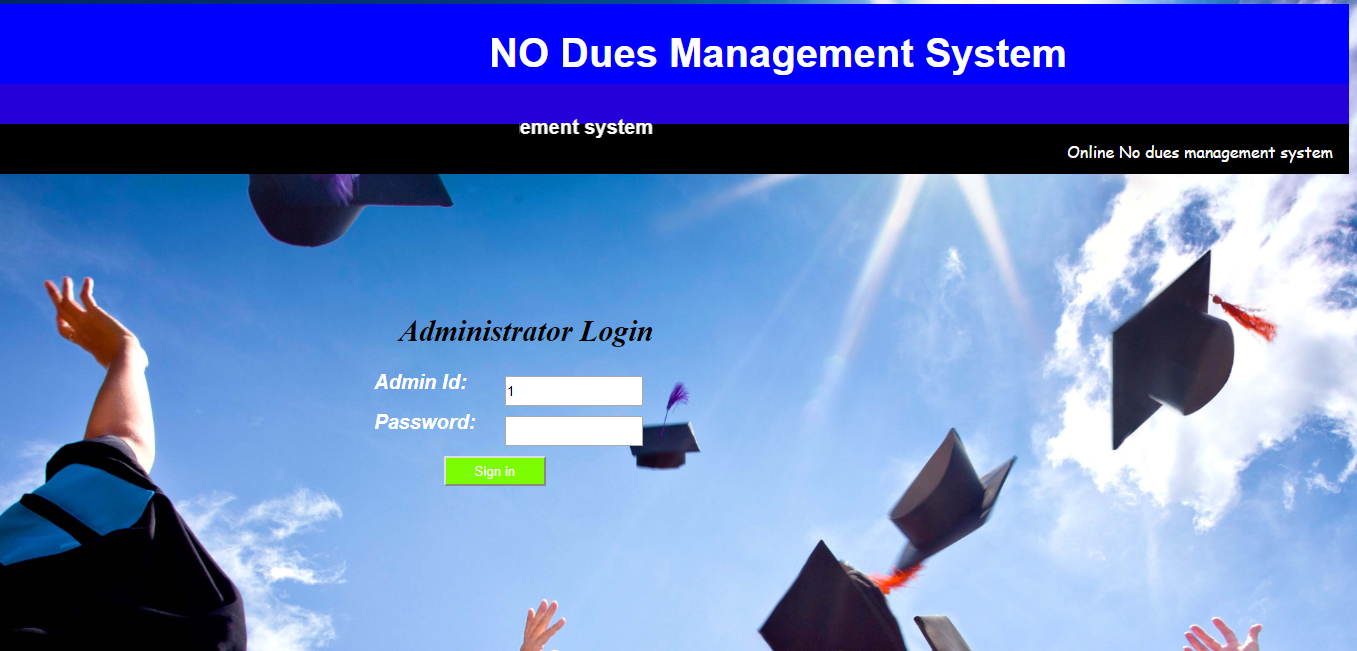 NO Dues Management System
ement system
Online No dues management system
Administrator Login
Admin Id:
1
Password:
Sign in